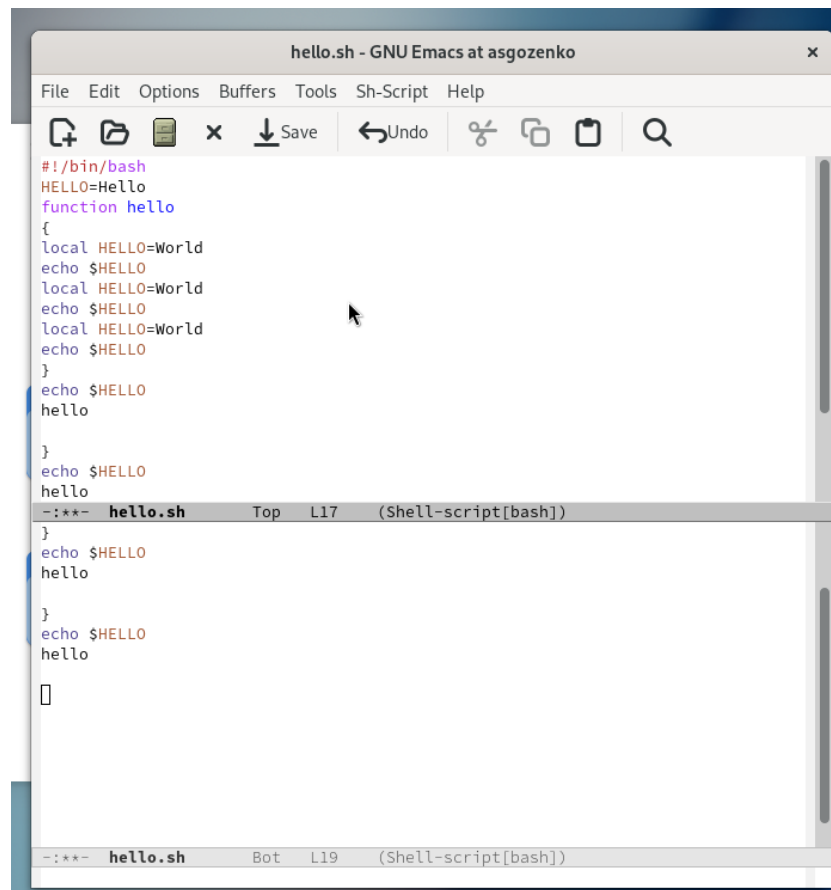 hello.sh - GNU Emacs at asgozenko ×
File Edit Options Buffers Tools Sh-Script Help
Save Undo
#!/bin/bash
HELLO=Hello
function hello
{
local HELLO=World
echo $HELLO
local HELLO=World
echo $HELLO
local HELLO=World
echo $HELLO
}
echo $HELLO
hello
}
echo $HELLO
hello
-:**- hello.sh Top L17 (Shell-script[bash])
}
echo $HELLO
hello
}
echo $HELLO
hello
-:**- hello.sh Bot L19 (Shell-script[bash])